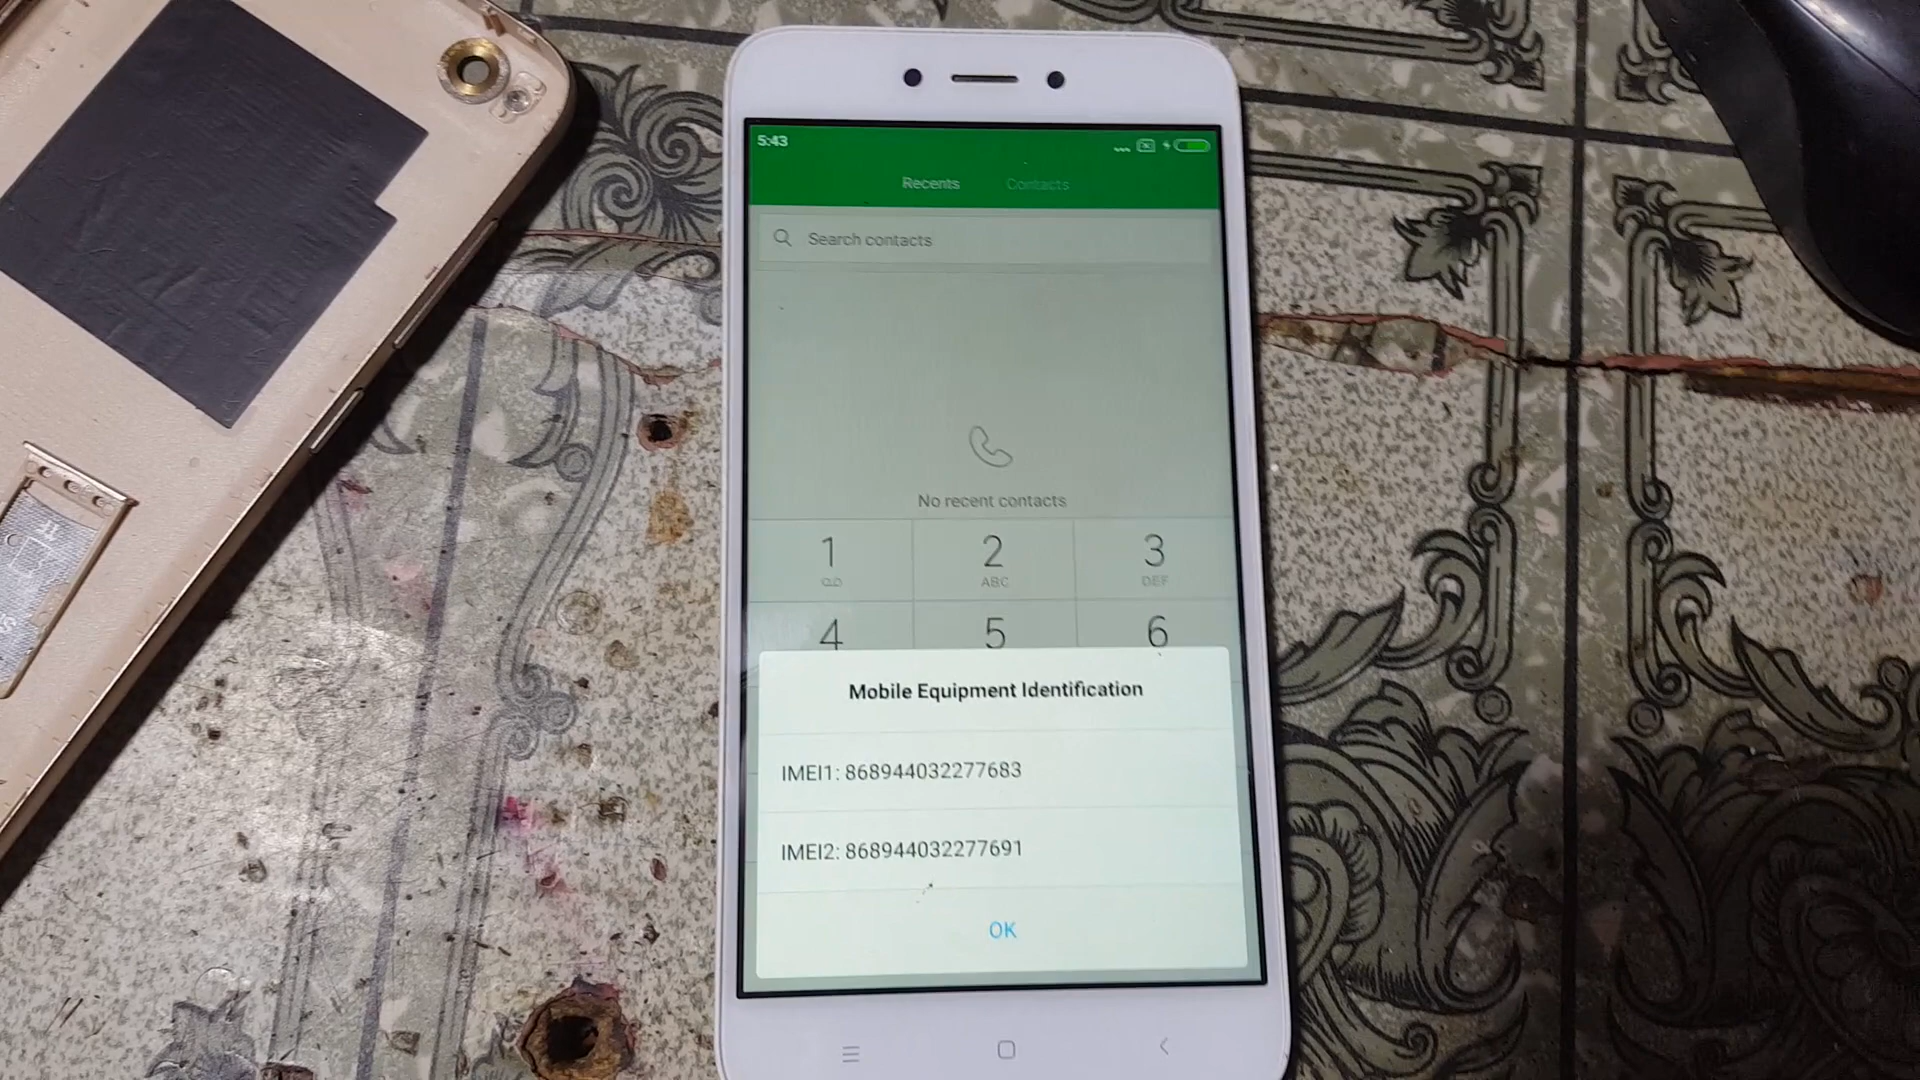 5:43
Recents Contacts
Search contacts
No recent contacts
1 2 3
ABC DEF
4 5 6
Mobile Equipment Identification
IMEI1: 868944032277683
IMEI2: 868944032277691
OK